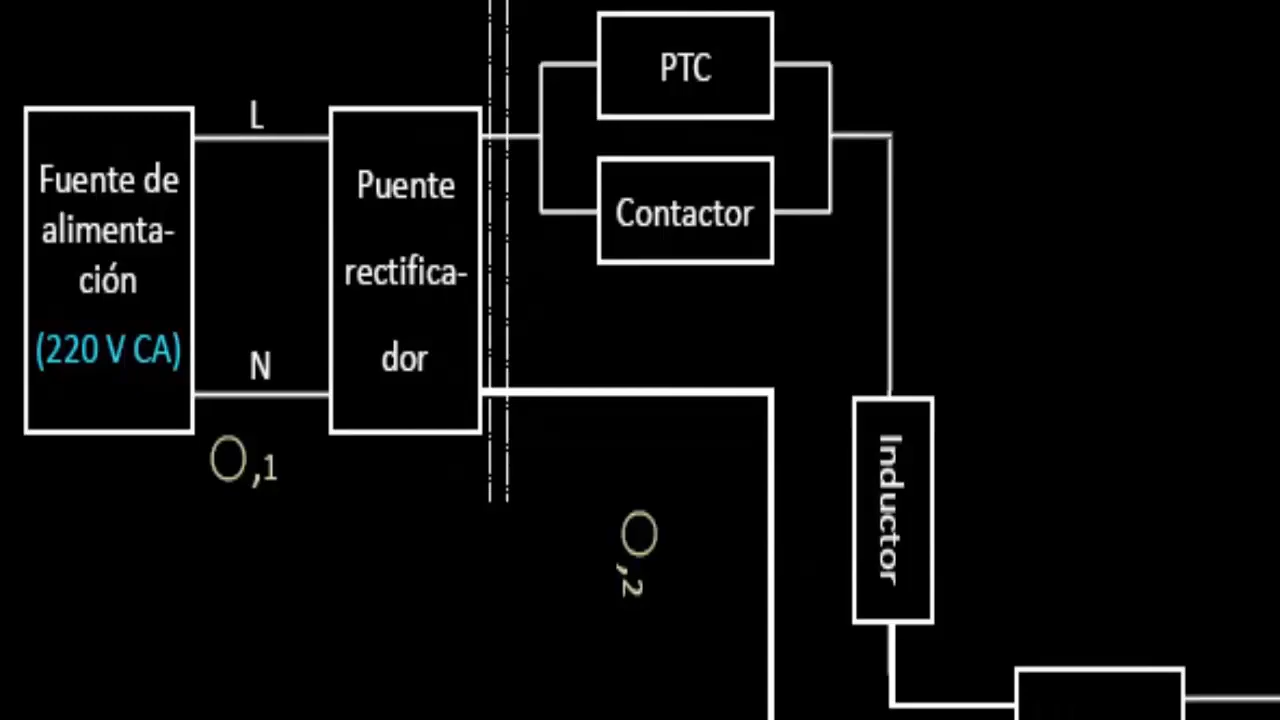 PTC
L
Fuente de
alimenta-
ción
(220 V CA)
Puente
rectifica-
dor
Contactor
N
Inductor
O,1
O,2